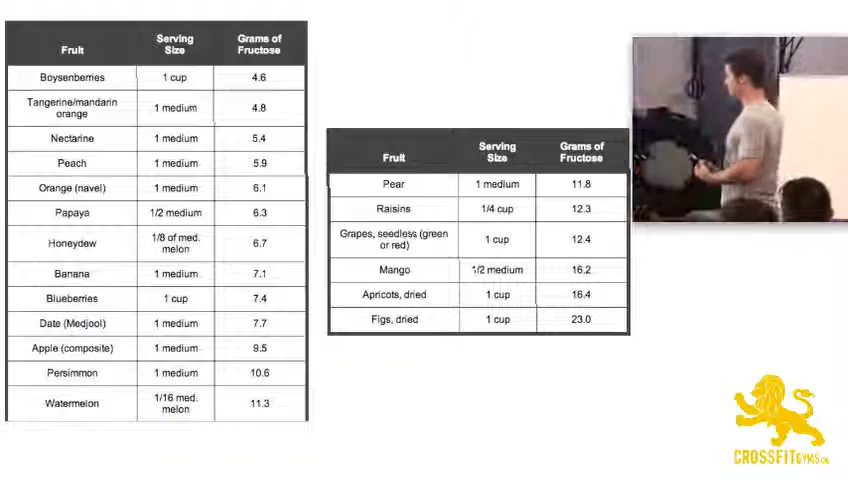 Fruit Serving Size Grams of Fructose
Boysenberries 1 cup 4.6
Tangerine/mandarin orange 1 medium 4.8
Nectarine 1 medium 5.4
Peach 1 medium 5.9
Orange (navel) 1 medium 6.1
Papaya 1/2 medium 6.3
Honeydew 1/8 of med. melon 6.7
Banana 1 medium 7.1
Blueberries 1 cup 7.4
Date (Medjool) 1 medium 7.7
Apple (composite) 1 medium 9.5
Persimmon 1 medium 10.6
Watermelon 1/16 med. melon 11.3
Fruit Serving Size Grams of Fructose
Pear 1 medium 11.8
Raisins 1/4 cup 12.3
Grapes, seedless (green or red) 1 cup 12.4
Mango 1/2 medium 16.2
Apricots, dried 1 cup 16.4
Figs, dried 1 cup 23.0
CROSSFITGYMS.CA